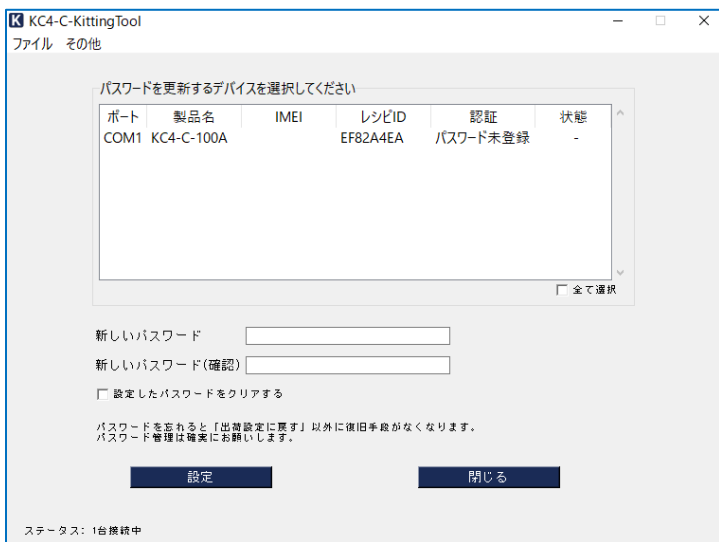 K KC4-C-KittingTool
ファイル その他
パスワードを更新するデバイスを選択してください
ポート 製品名 IMEI レシピID 認証 状態
COM1 KC4-C-100A EF82A4EA パスワード未登録 -
全て選択
新しいパスワード
新しいパスワード(確認)
設定したパスワードをクリアする
パスワードを忘れると「出荷設定に戻す」以外に復旧手段がなくなります。
パスワード管理は確実にお願いします。
設定 閉じる
ステータス: 1台接続中